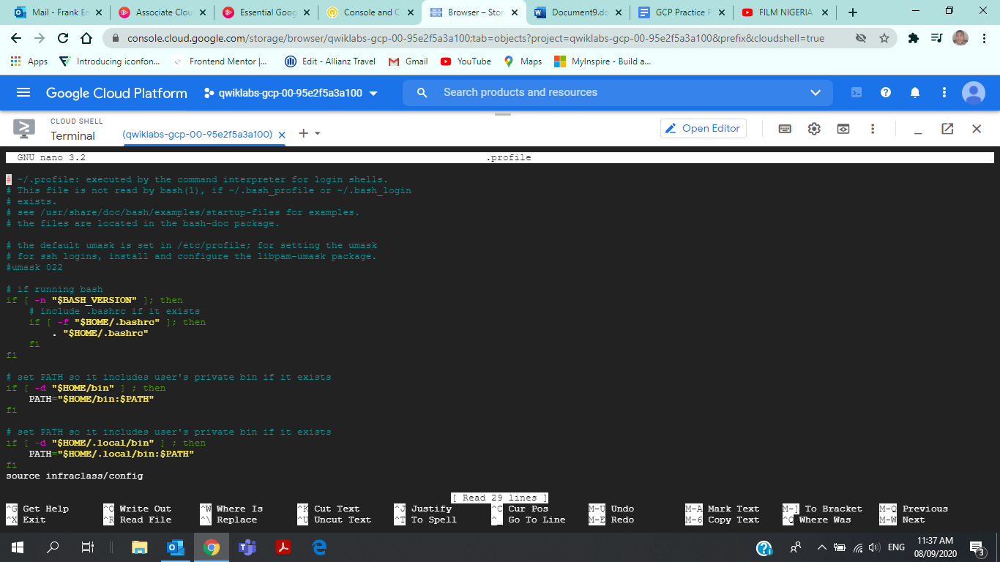 Mail - Frank En
Associate Clou
Essential Goog
Console and C
Browser – Stor
Document9.do
GCP Practice P
FILM NIGERIA
console.cloud.google.com/storage/browser/qwiklabs-gcp-00-95e2f5a3a100;tab=objects?project=qwiklabs-gcp-00-95e2f5a3a100&prefix&cloudshell=true
Apps Introducing iconfon... Frontend Mentor |... Edit - Allianz Travel Gmail YouTube Maps MyInspire - Build a...
Google Cloud Platform qwiklabs-gcp-00-95e2f5a3a100 Search products and resources
CLOUD SHELL
Terminal (qwiklabs-gcp-00-95e2f5a3a100) Open Editor
GNU nano 3.2 .profile
# ~/.profile: executed by the command interpreter for login shells.
# This file is not read by bash(1), if ~/.bash_profile or ~/.bash_login
# exists.
# see /usr/share/doc/bash/examples/startup-files for examples.
# the files are located in the bash-doc package.
# the default umask is set in /etc/profile; for setting the umask
# for ssh logins, install and configure the libpam-umask package.
#umask 022
# if running bash
if [ -n "$BASH_VERSION" ]; then
# include .bashrc if it exists
if [ -f "$HOME/.bashrc" ]; then
. "$HOME/.bashrc"
fi
fi
# set PATH so it includes user's private bin if it exists
if [ -d "$HOME/bin" ] ; then
PATH="$HOME/bin:$PATH"
fi
# set PATH so it includes user's private bin if it exists
if [ -d "$HOME/.local/bin" ] ; then
PATH="$HOME/.local/bin:$PATH"
fi
source infraclass/config
[ Read 29 lines ]
^G Get Help ^O Write Out ^W Where Is ^K Cut Text ^J Justify ^C Cur Pos M-U Undo M-A Mark Text M-] To Bracket M-Q Previous
^X Exit ^R Read File ^\ Replace ^U Uncut Text ^T To Spell ^_ Go To Line M-E Redo M-6 Copy Text ^Q Where Was M-W Next
ENG
11:37 AM
08/09/2020
3